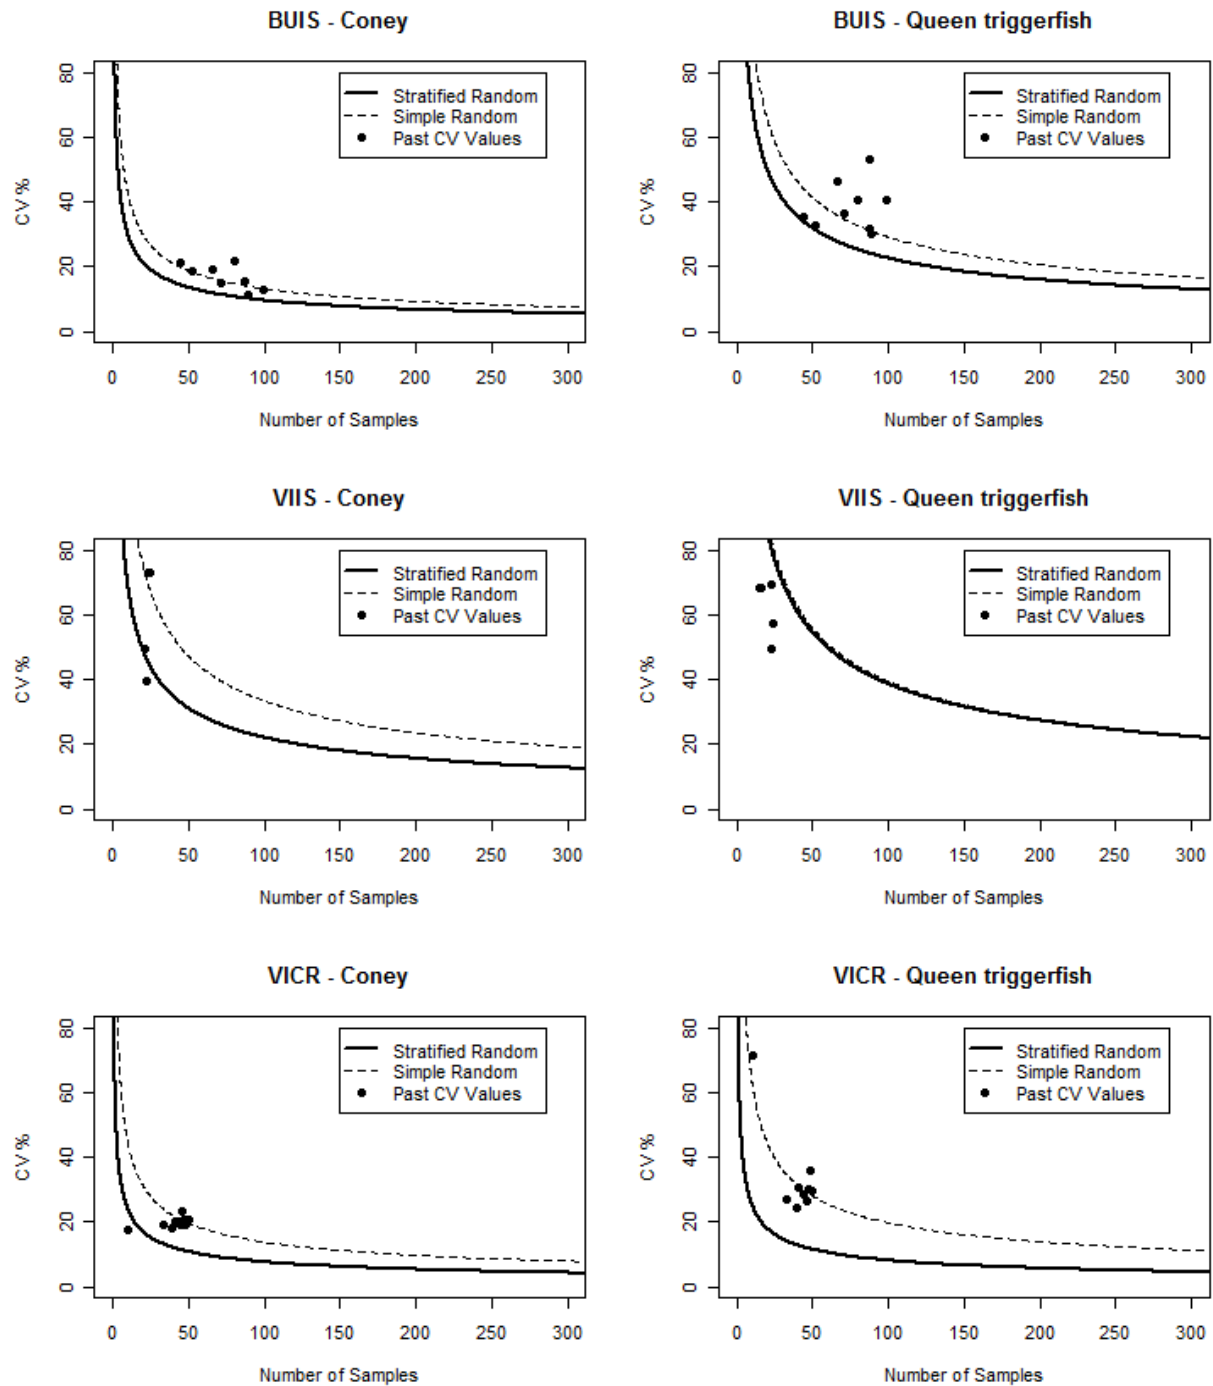 BUIS - Coney
CV %
80
60
40
20
0
Stratified Random
Simple Random
Past CV Values
0 50 100 150 200 250 300
Number of Samples
BUIS - Queen triggerfish
CV %
80
60
40
20
0
Stratified Random
Simple Random
Past CV Values
0 50 100 150 200 250 300
Number of Samples
VIIS - Coney
CV %
80
60
40
20
0
Stratified Random
Simple Random
Past CV Values
0 50 100 150 200 250 300
Number of Samples
VIIS - Queen triggerfish
CV %
80
60
40
20
0
Stratified Random
Simple Random
Past CV Values
0 50 100 150 200 250 300
Number of Samples
VICR - Coney
CV %
80
60
40
20
0
Stratified Random
Simple Random
Past CV Values
0 50 100 150 200 250 300
Number of Samples
VICR - Queen triggerfish
CV %
80
60
40
20
0
Stratified Random
Simple Random
Past CV Values
0 50 100 150 200 250 300
Number of Samples